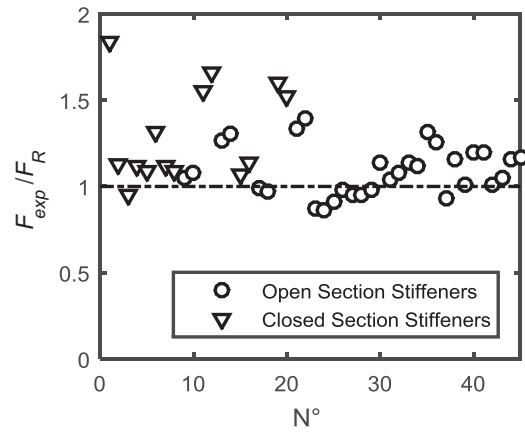 2
1.5
1
0.5
0
F_exp/F_R
0 10 20 30 40
N°
Open Section Stiffeners
Closed Section Stiffeners